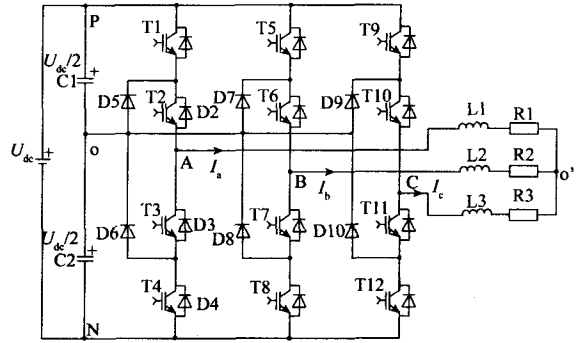 P
T1
T5
T9
Udc/2
C1
D5
T2
D2
D7
T6
D9
T10
L1
R1
Udc
o
A
Ia
B
Ib
C
Ic
L2
R2
o'
L3
R3
Udc/2
C2
D6
T3
D3
D8
T7
D10
T11
T4
D4
T8
T12
N